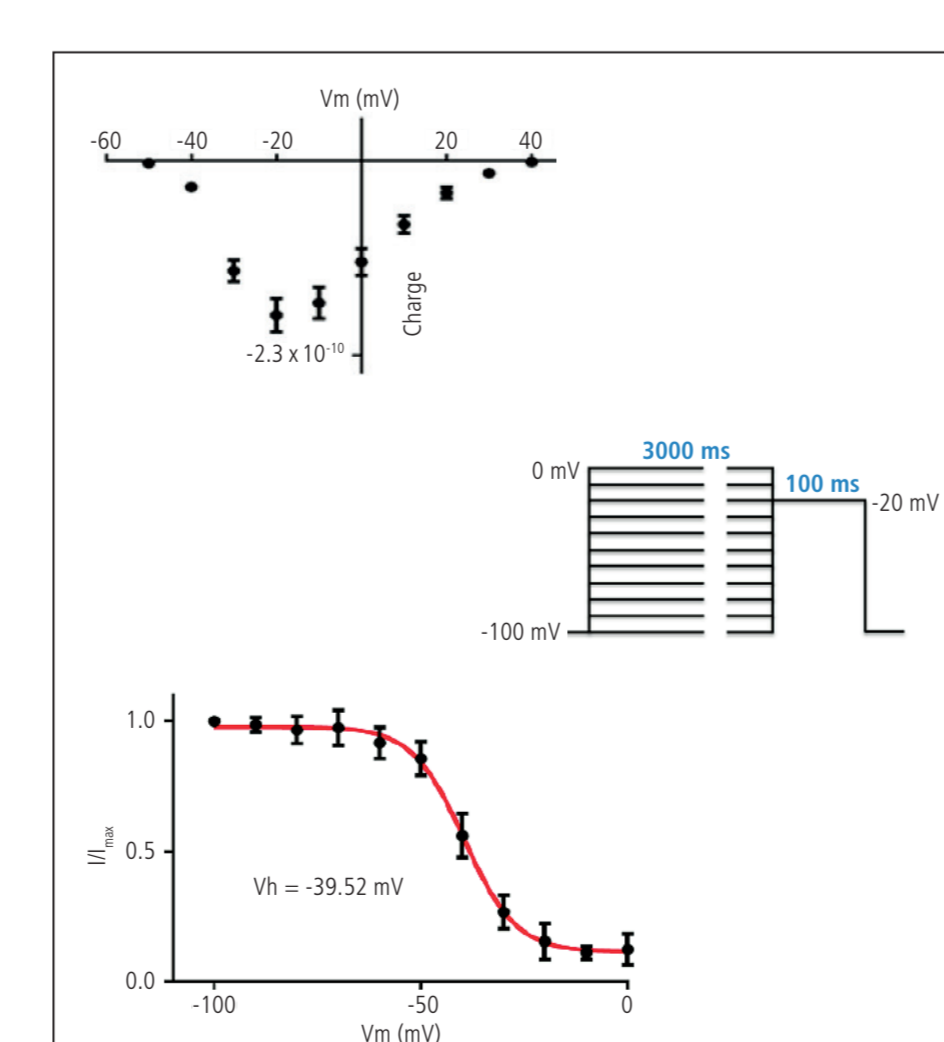 Vm (mV)
-60 -40 -20 20 40
Charge
-2.3 x 10⁻¹⁰
3000 ms
0 mV
100 ms
-20 mV
-100 mV
1.0
I/Imax
0.5
Vh = -39.52 mV
0.0
-100 -50 0
Vm (mV)